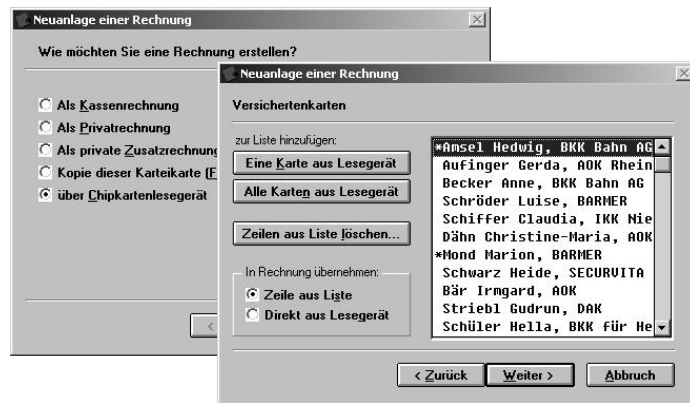 Neuanlage einer Rechnung
Wie möchten Sie eine Rechnung erstellen?
Als Kassenrechnung
Als Privatrechnung
Als private Zusatzrechnung
Kopie dieser Karteikarte (F
über Chipkartenlesegerät
<
Neuanlage einer Rechnung
Versichertenkarten
zur Liste hinzufügen:
Eine Karte aus Lesegerät
Alle Karten aus Lesegerät
Zeilen aus Liste löschen...
In Rechnung übernehmen:
Zeile aus Liste
Direkt aus Lesegerät
*Amsel Hedwig, BKK Bahn AG
Aufinger Gerda, AOK Rhein
Becker Anne, BKK Bahn AG
Schröder Luise, BARMER
Schiffer Claudia, IKK Nie
Dähn Christine-Maria, AOK
*Mond Marion, BARMER
Schwarz Heide, SECURVITA
Bär Irmgard, AOK
Striebl Gudrun, DAK
Schüler Hella, BKK für He
< Zurück Weiter > Abbruch